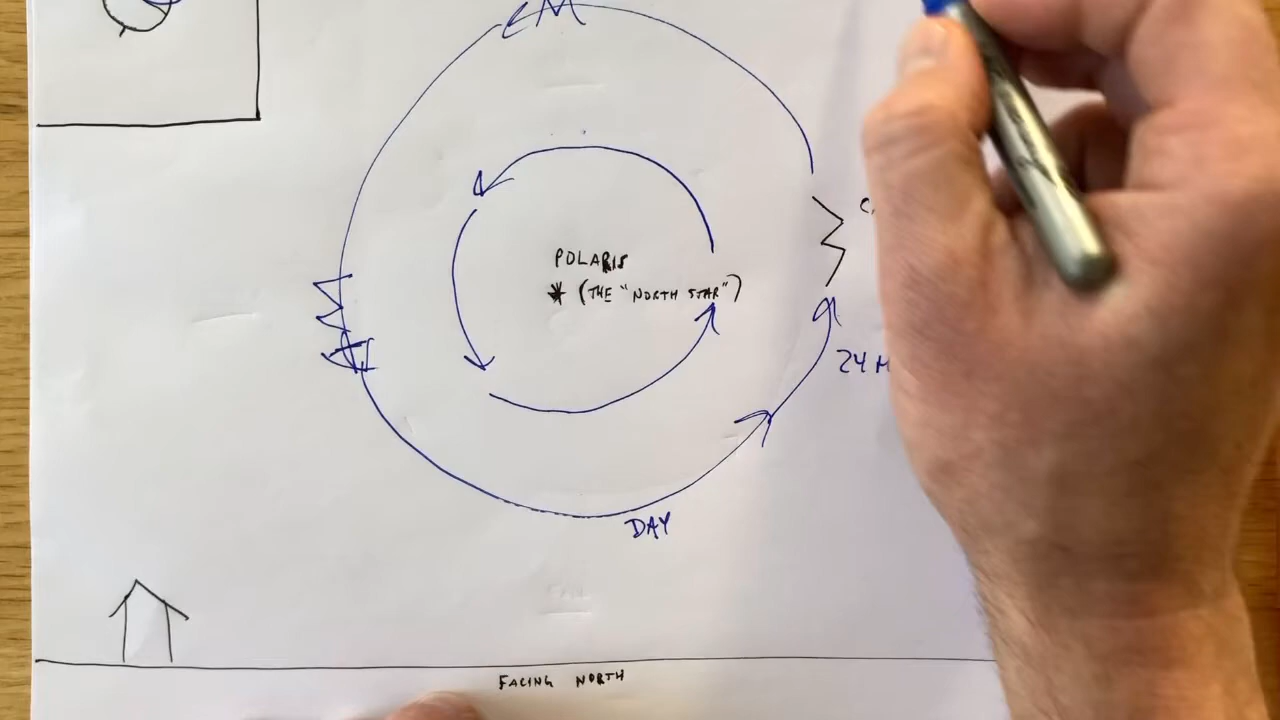 POLARIS
* (THE "NORTH STAR")
24
DAY
FACING NORTH